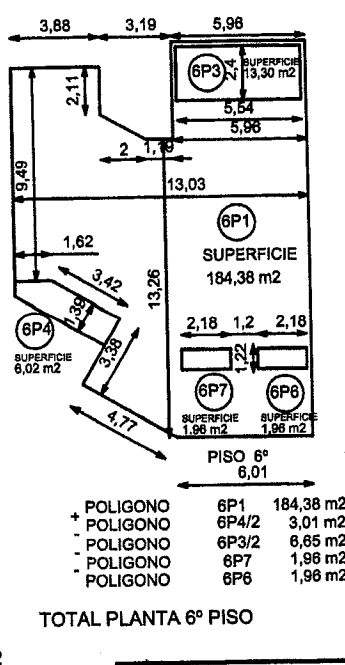 3,88 3,19 5,96
6P3 2,4 SUPERFICIE
13,30 m2
2,11
5,54
2 1,19 5,96
9,49
13,03
6P1
1,62
SUPERFICIE
3,42 184,38 m2
13,26
1,39
2,18 1,2 2,18
6P4
SUPERFICIE
6,02 m2
3,38
1,22
6P7 6P6
SUPERFICIE SUPERFICIE
1,96 m2 1,96 m2
4,77
PISO 6º
6,01
POLIGONO 6P1 184,38 m2
+ POLIGONO 6P4/2 3,01 m2
- POLIGONO 6P3/2 6,65 m2
- POLIGONO 6P7 1,96 m2
- POLIGONO 6P6 1,96 m2
TOTAL PLANTA 6º PISO